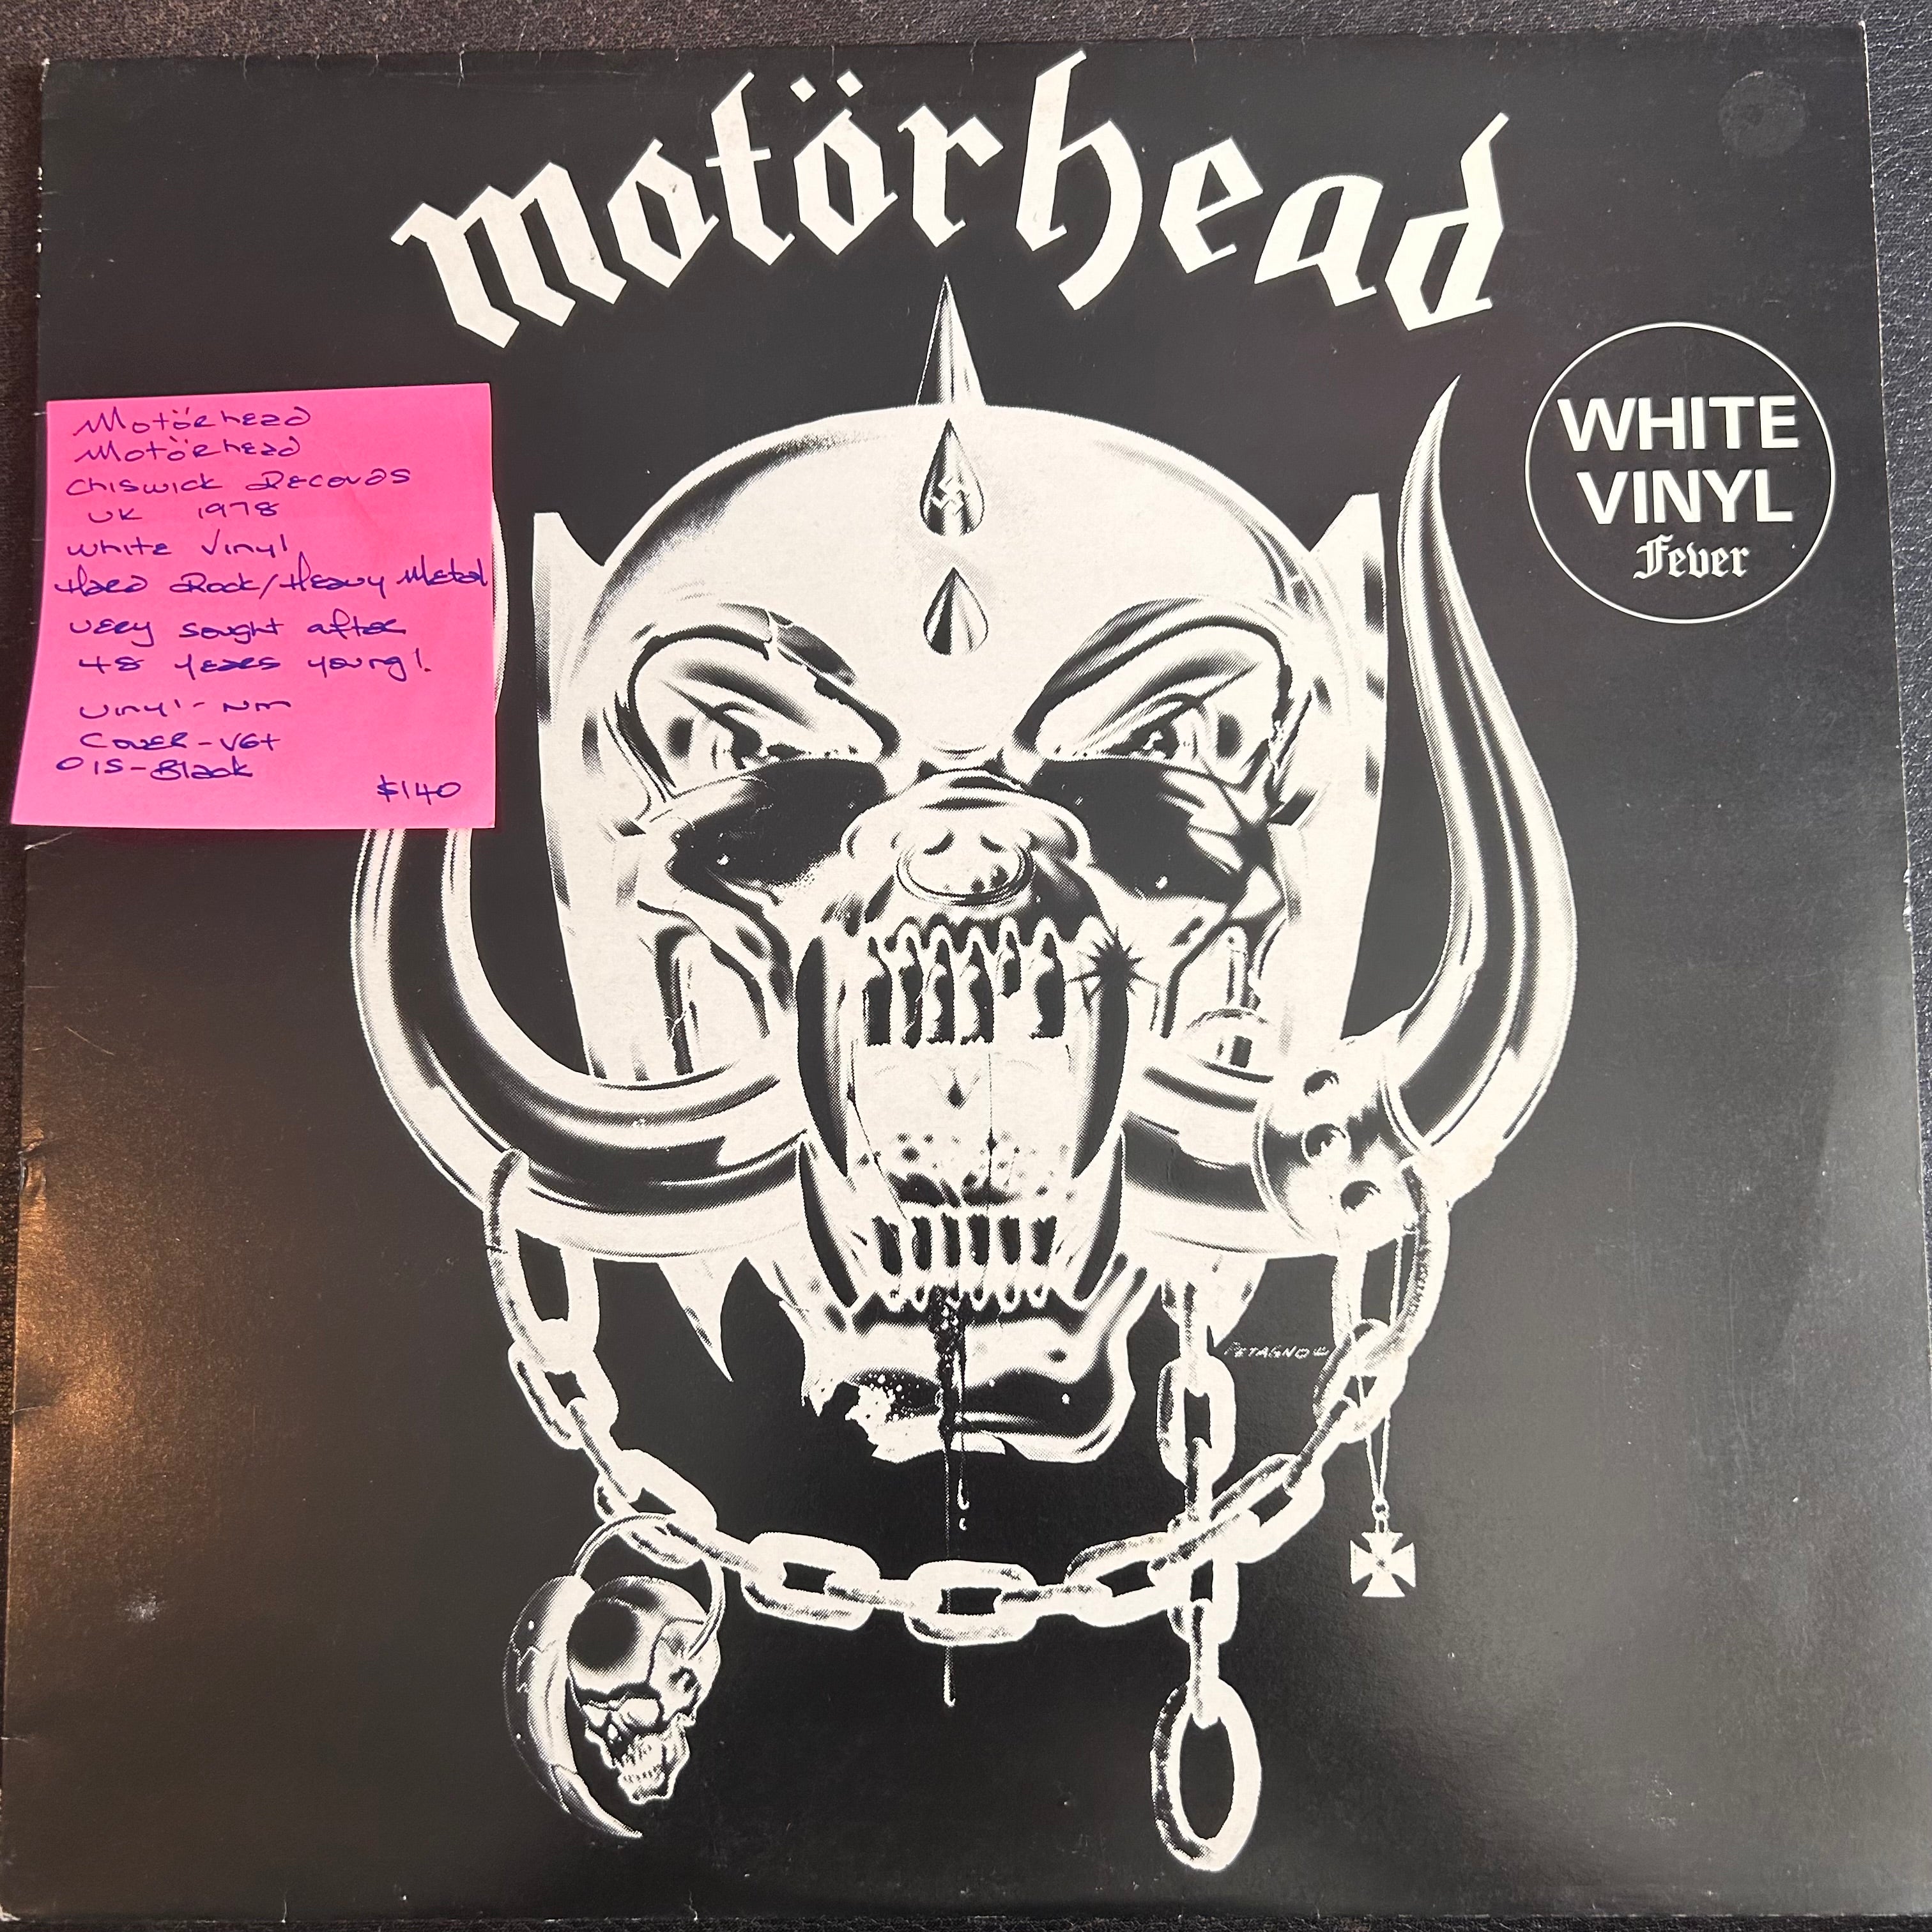 motörhead
WHITE
VINYL
Fever
Motörhead
Motörhead
Chiswick Records
UK 1978
White Vinyl
Hard Rock/Heavy Metal
Very sought after
48 years young!
Vinyl - NM
Cover - VG+
OIS - Black
$140
PETAGNO